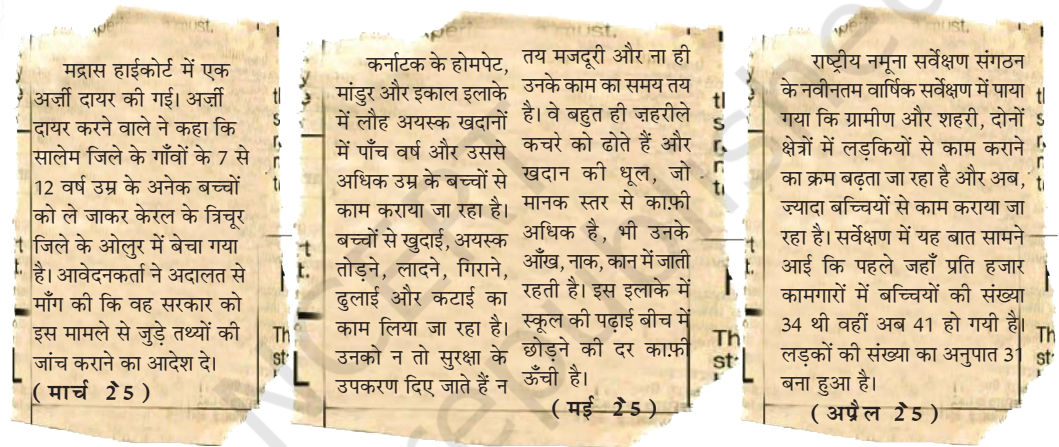 मद्रास हाईकोर्ट में एक
अर्ज़ी दायर की गई। अर्ज़ी
दायर करने वाले ने कहा कि
सालेम जिले के गाँवों के 7 से
12 वर्ष उम्र के अनेक बच्चों
को ले जाकर केरल के त्रिचूर
जिले के ओलुर में बेचा गया
है। आवेदनकर्ता ने अदालत से
माँग की कि वह सरकार को
इस मामले से जुड़े तथ्यों की
जांच कराने का आदेश दे।
( मार्च 25 )
कर्नाटक के होमपेट,
मांडुर और इकाल इलाके
में लौह अयस्क खदानों
में पाँच वर्ष और उससे
अधिक उम्र के बच्चों से
काम कराया जा रहा है।
बच्चों से खुदाई, अयस्क
तोड़ने, लादने, गिराने,
ढुलाई और कटाई का
काम लिया जा रहा है।
उनको न तो सुरक्षा के
उपकरण दिए जाते हैं न
तय मजदूरी और ना ही
उनके काम का समय तय
है। वे बहुत ही ज़हरीले
कचरे को ढोते हैं और
खदान की धूल, जो
मानक स्तर से काफ़ी
अधिक है, भी उनके
आँख, नाक, कान में जाती
रहती है। इस इलाके में
स्कूल की पढ़ाई बीच में
छोड़ने की दर काफ़ी
ऊँची है।
( मई 25 )
राष्ट्रीय नमूना सर्वेक्षण संगठन
के नवीनतम वार्षिक सर्वेक्षण में पाया
गया कि ग्रामीण और शहरी, दोनों
क्षेत्रों में लड़कियों से काम कराने
का क्रम बढ़ता जा रहा है और अब,
ज़्यादा बच्चियों से काम कराया जा
रहा है। सर्वेक्षण में यह बात सामने
आई कि पहले जहाँ प्रति हजार
कामगारों में बच्चियों की संख्या
34 थी वहीं अब 41 हो गयी है।
लड़कों की संख्या का अनुपात 31
बना हुआ है।
( अप्रैल 25 )